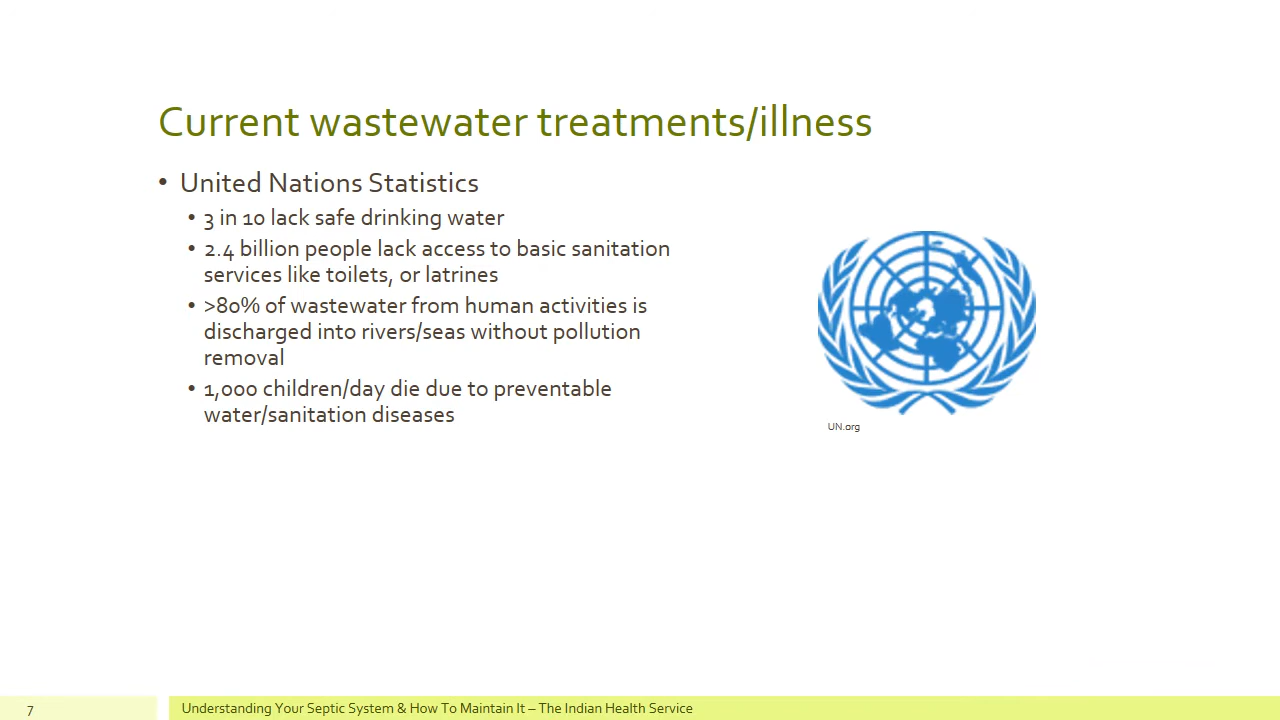 Current wastewater treatments/illness
• United Nations Statistics
• 3 in 10 lack safe drinking water
• 2.4 billion people lack access to basic sanitation
services like toilets, or latrines
• >80% of wastewater from human activities is
discharged into rivers/seas without pollution
removal
• 1,000 children/day die due to preventable
water/sanitation diseases
UN.org
7
Understanding Your Septic System & How To Maintain It – The Indian Health Service